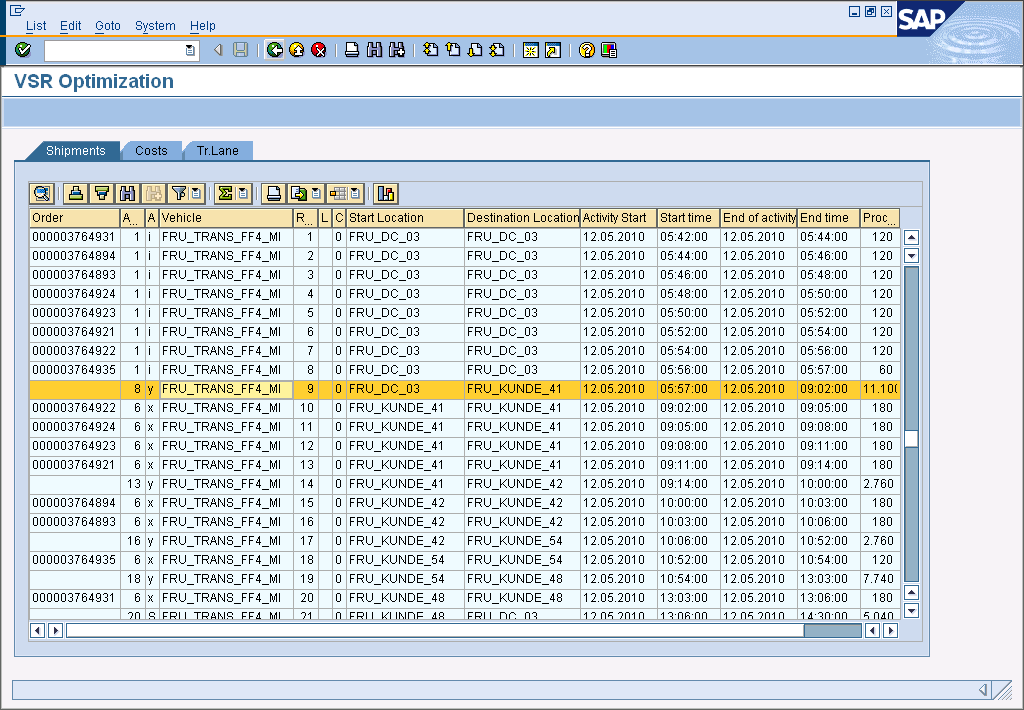 List Edit Goto System Help
SAP
VSR Optimization
Shipments Costs Tr.Lane
Order A.. A Vehicle R... L C Start Location Destination Location Activity Start Start time End of activity End time Proc...
000003764931 1 i FRU_TRANS_FF4_MI 1 0 FRU_DC_03 FRU_DC_03 12.05.2010 05:42:00 12.05.2010 05:44:00 120
000003764894 1 i FRU_TRANS_FF4_MI 2 0 FRU_DC_03 FRU_DC_03 12.05.2010 05:44:00 12.05.2010 05:46:00 120
000003764893 1 i FRU_TRANS_FF4_MI 3 0 FRU_DC_03 FRU_DC_03 12.05.2010 05:46:00 12.05.2010 05:48:00 120
000003764924 1 i FRU_TRANS_FF4_MI 4 0 FRU_DC_03 FRU_DC_03 12.05.2010 05:48:00 12.05.2010 05:50:00 120
000003764923 1 i FRU_TRANS_FF4_MI 5 0 FRU_DC_03 FRU_DC_03 12.05.2010 05:50:00 12.05.2010 05:52:00 120
000003764921 1 i FRU_TRANS_FF4_MI 6 0 FRU_DC_03 FRU_DC_03 12.05.2010 05:52:00 12.05.2010 05:54:00 120
000003764922 1 i FRU_TRANS_FF4_MI 7 0 FRU_DC_03 FRU_DC_03 12.05.2010 05:54:00 12.05.2010 05:56:00 120
000003764935 1 i FRU_TRANS_FF4_MI 8 0 FRU_DC_03 FRU_DC_03 12.05.2010 05:56:00 12.05.2010 05:57:00 60
8 y FRU_TRANS_FF4_MI 9 0 FRU_DC_03 FRU_KUNDE_41 12.05.2010 05:57:00 12.05.2010 09:02:00 11.100
000003764922 6 x FRU_TRANS_FF4_MI 10 0 FRU_KUNDE_41 FRU_KUNDE_41 12.05.2010 09:02:00 12.05.2010 09:05:00 180
000003764924 6 x FRU_TRANS_FF4_MI 11 0 FRU_KUNDE_41 FRU_KUNDE_41 12.05.2010 09:05:00 12.05.2010 09:08:00 180
000003764923 6 x FRU_TRANS_FF4_MI 12 0 FRU_KUNDE_41 FRU_KUNDE_41 12.05.2010 09:08:00 12.05.2010 09:11:00 180
000003764921 6 x FRU_TRANS_FF4_MI 13 0 FRU_KUNDE_41 FRU_KUNDE_41 12.05.2010 09:11:00 12.05.2010 09:14:00 180
13 y FRU_TRANS_FF4_MI 14 0 FRU_KUNDE_41 FRU_KUNDE_42 12.05.2010 09:14:00 12.05.2010 10:00:00 2.760
000003764894 6 x FRU_TRANS_FF4_MI 15 0 FRU_KUNDE_42 FRU_KUNDE_42 12.05.2010 10:00:00 12.05.2010 10:03:00 180
000003764893 6 x FRU_TRANS_FF4_MI 16 0 FRU_KUNDE_42 FRU_KUNDE_42 12.05.2010 10:03:00 12.05.2010 10:06:00 180
16 y FRU_TRANS_FF4_MI 17 0 FRU_KUNDE_42 FRU_KUNDE_54 12.05.2010 10:06:00 12.05.2010 10:52:00 2.760
000003764935 6 x FRU_TRANS_FF4_MI 18 0 FRU_KUNDE_54 FRU_KUNDE_54 12.05.2010 10:52:00 12.05.2010 10:54:00 120
18 y FRU_TRANS_FF4_MI 19 0 FRU_KUNDE_54 FRU_KUNDE_48 12.05.2010 10:54:00 12.05.2010 13:03:00 7.740
000003764931 6 x FRU_TRANS_FF4_MI 20 0 FRU_KUNDE_48 FRU_KUNDE_48 12.05.2010 13:03:00 12.05.2010 13:06:00 180
20 S FRU_TRANS_FF4_MI 21 0 FRU_KUNDE_48 FRU_DC_03 12.05.2010 13:06:00 12.05.2010 14:30:00 5.040